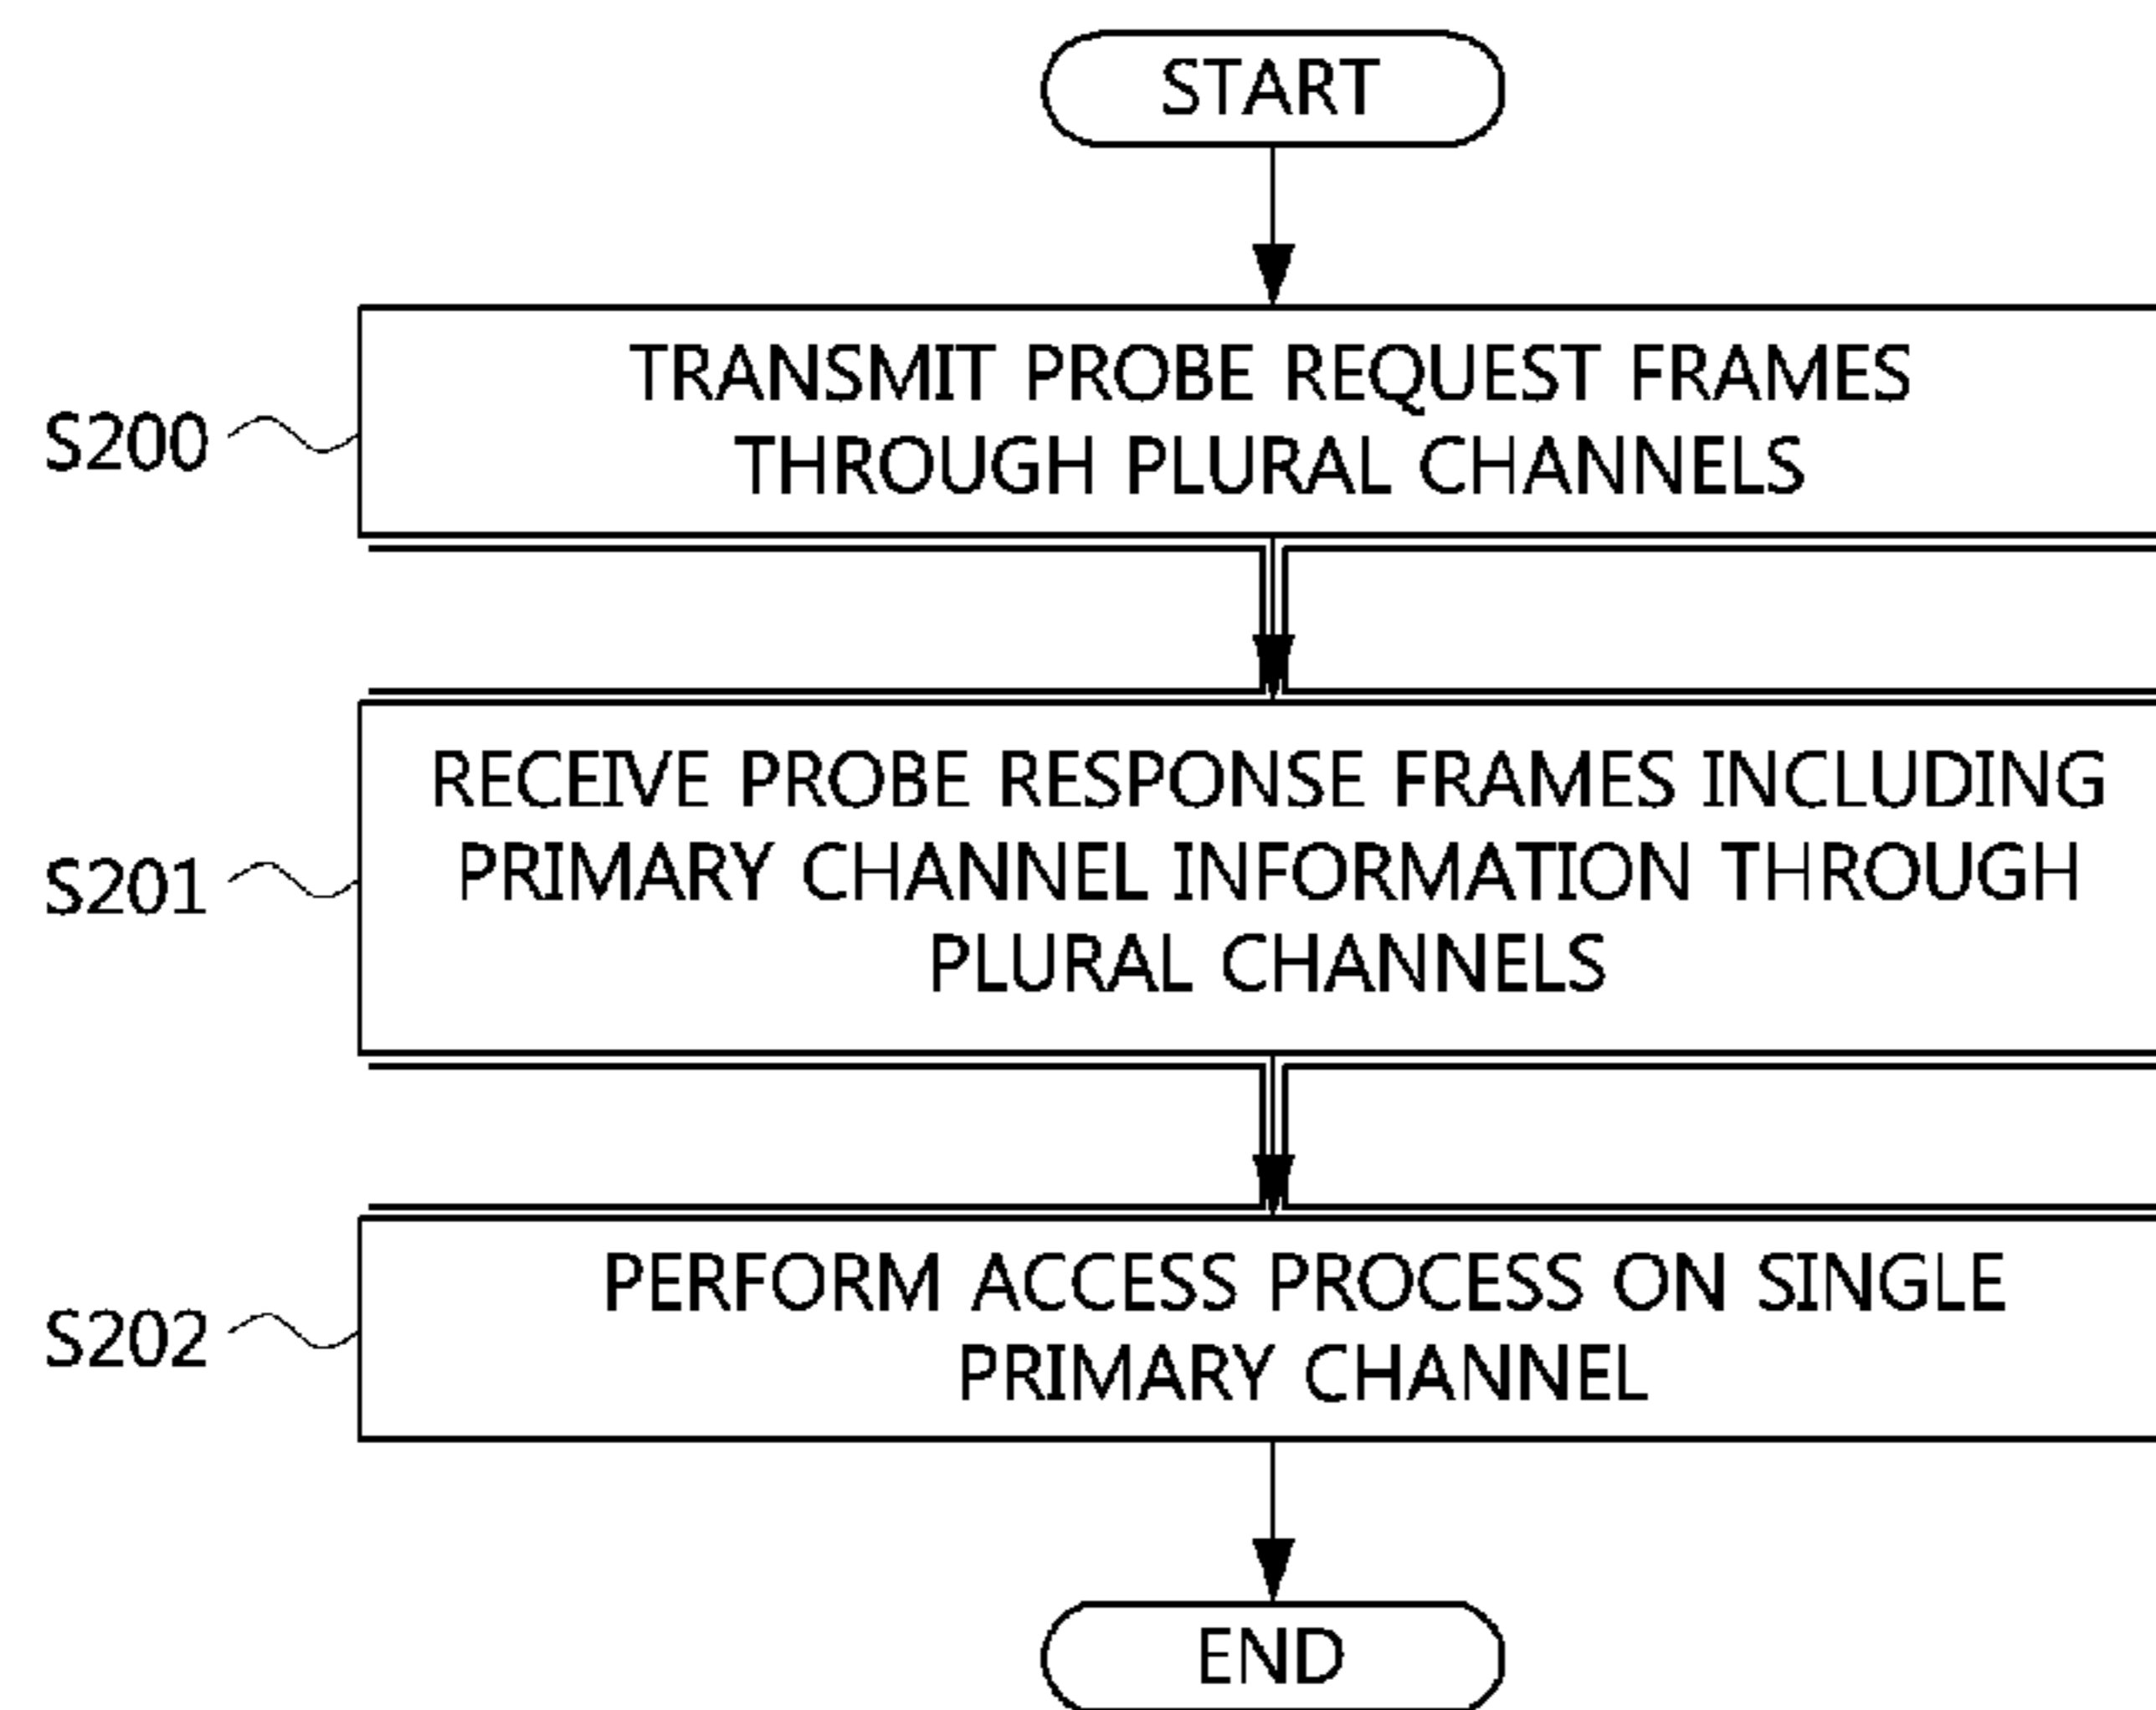 START
TRANSMIT PROBE REQUEST FRAMES
THROUGH PLURAL CHANNELS
S200
RECEIVE PROBE RESPONSE FRAMES INCLUDING
PRIMARY CHANNEL INFORMATION THROUGH
PLURAL CHANNELS
S201
PERFORM ACCESS PROCESS ON SINGLE
PRIMARY CHANNEL
S202
END